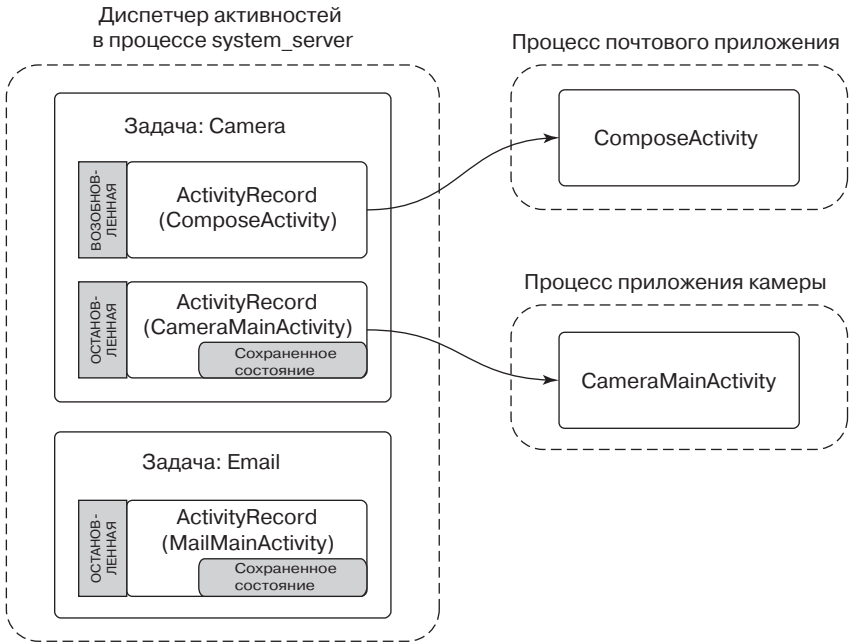 Диспетчер активностей
в процессе system_server
Задача: Camera
ВОЗОБНОВ-
ЛЕННАЯ
ActivityRecord
(ComposeActivity)
ОСТАНОВ-
ЛЕННАЯ
ActivityRecord
(CameraMainActivity)
Сохраненное
состояние
Задача: Email
ОСТАНОВ-
ЛЕННАЯ
ActivityRecord
(MailMainActivity)
Сохраненное
состояние
Процесс почтового приложения
ComposeActivity
Процесс приложения камеры
CameraMainActivity